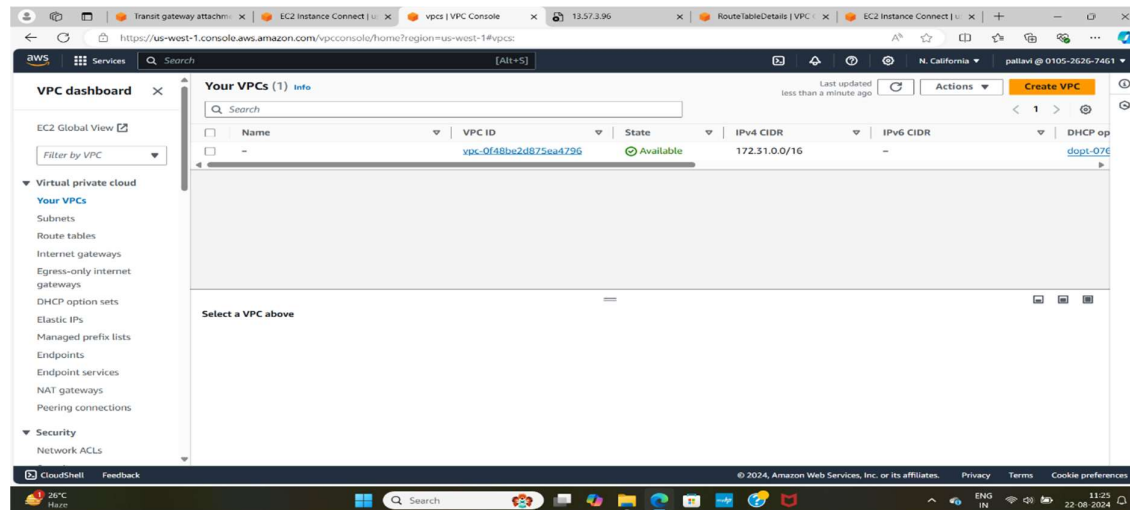 Transit gateway attachme
EC2 Instance Connect | u
vpcs | VPC Console
13.57.3.96
RouteTableDetails | VPC C
EC2 Instance Connect | u
https://us-west-1.console.aws.amazon.com/vpcconsole/home?region=us-west-1#vpcs:
aws Services Search [Alt+S] N. California pallavi @ 0105-2626-7461
VPC dashboard
EC2 Global View
Filter by VPC
Virtual private cloud
Your VPCs
Subnets
Route tables
Internet gateways
Egress-only internet
gateways
DHCP option sets
Elastic IPs
Managed prefix lists
Endpoints
Endpoint services
NAT gateways
Peering connections
Security
Network ACLs
Your VPCs (1) Info
Last updated
less than a minute ago
Actions
Create VPC
Search
1
Name VPC ID State IPv4 CIDR IPv6 CIDR DHCP op
- vpc-0f48be2d875ea4796 Available 172.31.0.0/16 - dopt-076
Select a VPC above
CloudShell Feedback © 2024, Amazon Web Services, Inc. or its affiliates. Privacy Terms Cookie preferences
26°C
Haze
Search
ENG
IN
11:25
22-08-2024